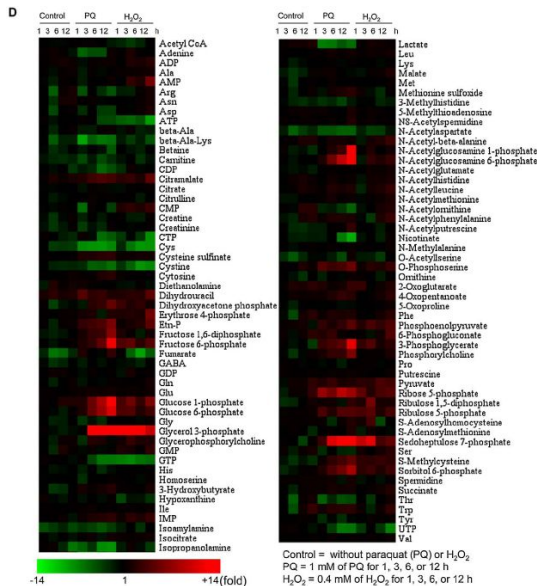 D
Control PQ H2O2
1 3 6 12 1 3 6 12 1 3 6 12 h
Acetyl CoA
Adenine
ADP
Ala
AMP
Arg
Asn
Asp
ATP
beta-Ala
beta-Ala-Lys
Betaine
Carnitine
CDP
Citramalate
Citrate
Citrulline
CMP
Creatine
Creatinine
CTP
Cys
Cysteine sulfinate
Cystine
Cytosine
Diethanolamine
Dihydrouracil
Dihydroxyacetone phosphate
Erythrose 4-phosphate
Etn-P
Fructose 1,6-diphosphate
Fructose 6-phosphate
Fumarate
GABA
GDP
Gln
Glu
Glucose 1-phosphate
Glucose 6-phosphate
Gly
Glycerol 3-phosphate
Glycerophosphorylcholine
GMP
GTP
His
Homoserine
3-Hydroxybutyrate
Hypoxanthine
Ile
IMP
Isoamylamine
Isocitrate
Isopropanolamine
-14 +14(fold)
Control PQ H2O2
1 3 6 12 1 3 6 12 1 3 6 12 h
Lactate
Leu
Lys
Malate
Met
Methionine sulfoxide
3-Methylhistidine
5-Methylthioadenosine
N8-Acetylspermidine
N-Acetylaspartate
N-Acetyl-beta-alanine
N-Acetylglucosamine 1-phosphate
N-Acetylglucosamine 6-phosphate
N-Acetylglutamate
N-Acetylhistidine
N-Acetylleucine
N-Acetylmethionine
N-Acetylornithine
N-Acetylphenylalanine
N-Acetylputrescine
Nicotinate
N-Methylalanine
O-Acetylserine
O-Phosphoserine
Ornithine
2-Oxoglutarate
4-Oxopentanoate
5-Oxoproline
Phe
Phosphoenolpyruvate
6-Phosphogluconate
3-Phosphoglycerate
Phosphorylcholine
Pro
Putrescine
Pyruvate
Ribose 5-phosphate
Ribulose 1,5-diphosphate
Ribulose 5-phosphate
S-Adenosylhomocysteine
S-Adenosylmethionine
Sedoheptulose 7-phosphate
Ser
S-Methylcysteine
Sorbitol 6-phosphate
Spermidine
Succinate
Thr
Trp
Tyr
UTP
Val
Control = without paraquat (PQ) or H2O2
PQ = 1 mM of PQ for 1, 3, 6, or 12 h
H2O2 = 0.4 mM of H2O2 for 1, 3, 6, or 12 h